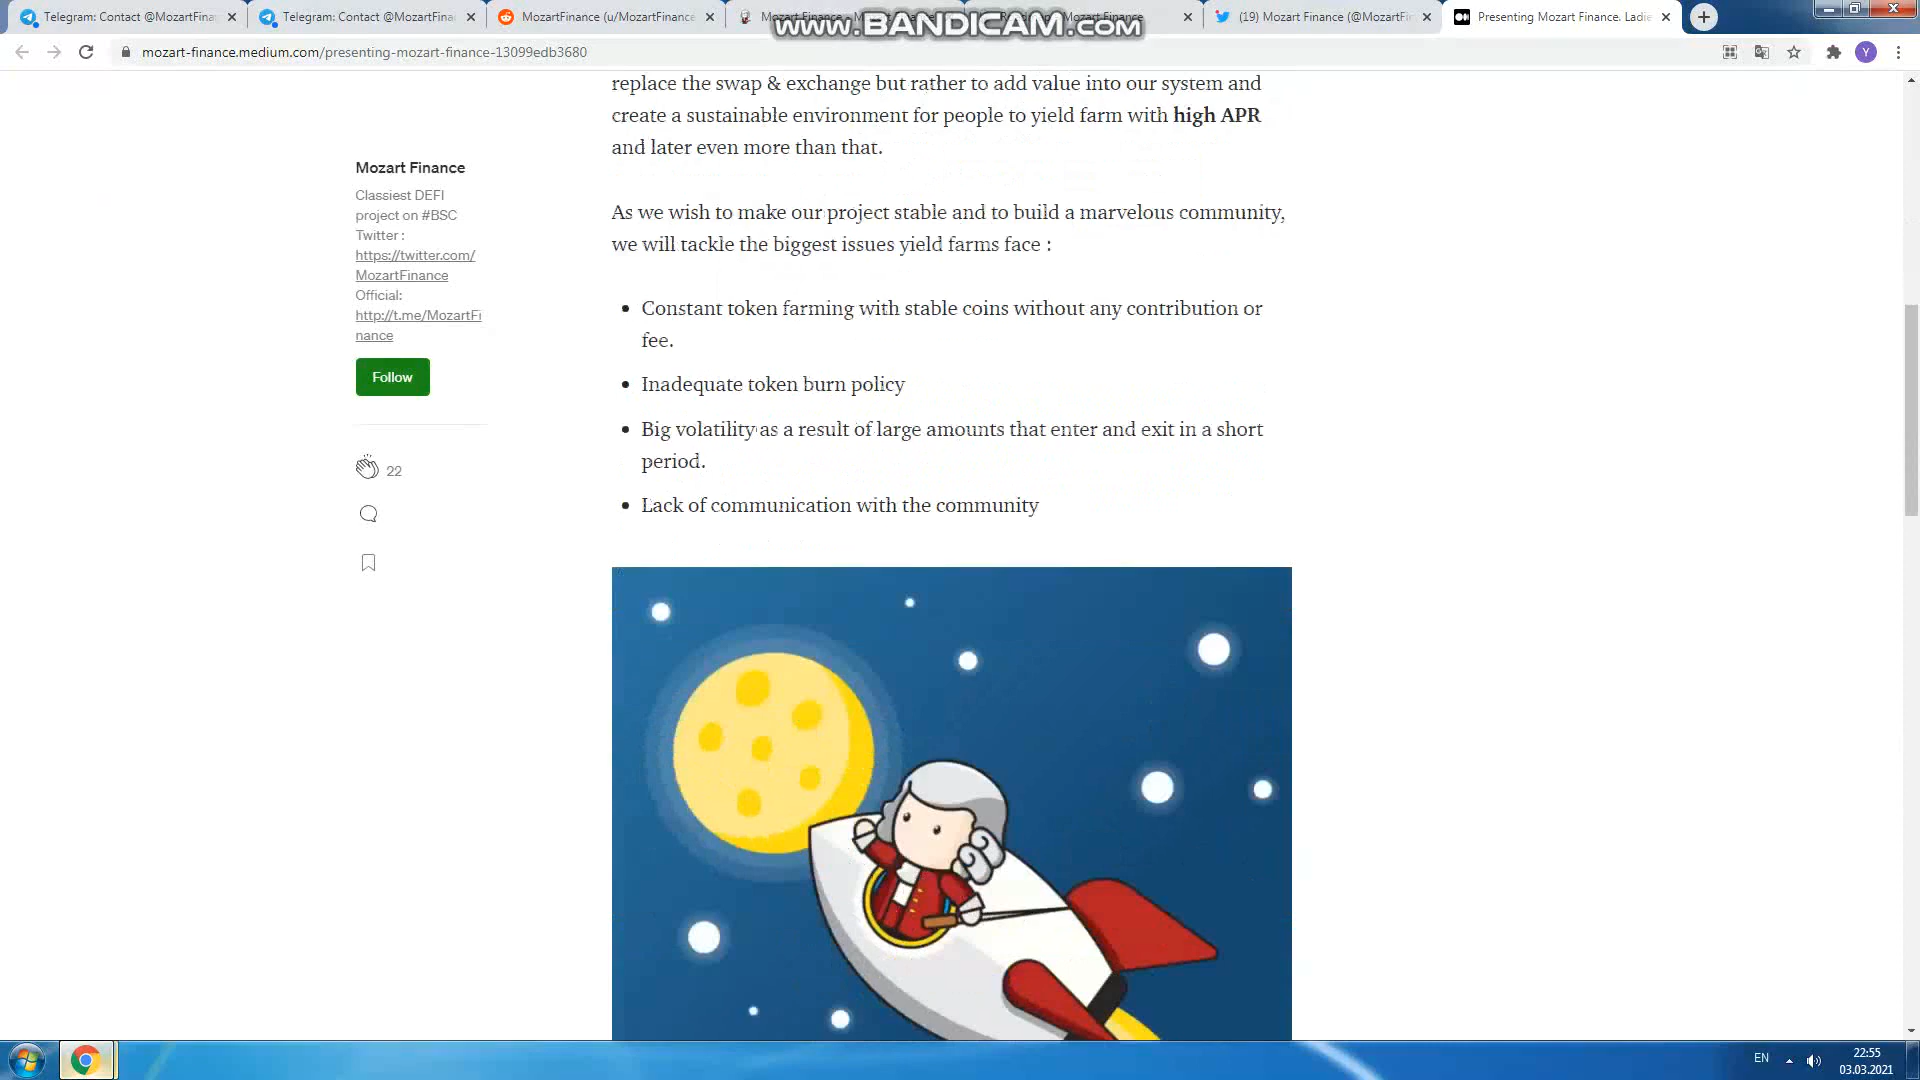 Telegram: Contact @MozartFina
Telegram: Contact @MozartFina
MozartFinance (u/MozartFinance
Mozart Finance
Mozart Finance
(19) Mozart Finance (@MozartFi
Presenting Mozart Finance. Ladie
www.BANDICAM.com
mozart-finance.medium.com/presenting-mozart-finance-13099edb3680
Y
replace the swap & exchange but rather to add value into our system and
create a sustainable environment for people to yield farm with high APR
and later even more than that.
Mozart Finance
Classiest DEFI
project on #BSC
Twitter :
https://twitter.com/
MozartFinance
Official:
http://t.me/MozartFi
nance
Follow
22
As we wish to make our project stable and to build a marvelous community,
we will tackle the biggest issues yield farms face :
• Constant token farming with stable coins without any contribution or
fee.
• Inadequate token burn policy
• Big volatility as a result of large amounts that enter and exit in a short
period.
• Lack of communication with the community
EN
22:55
03.03.2021